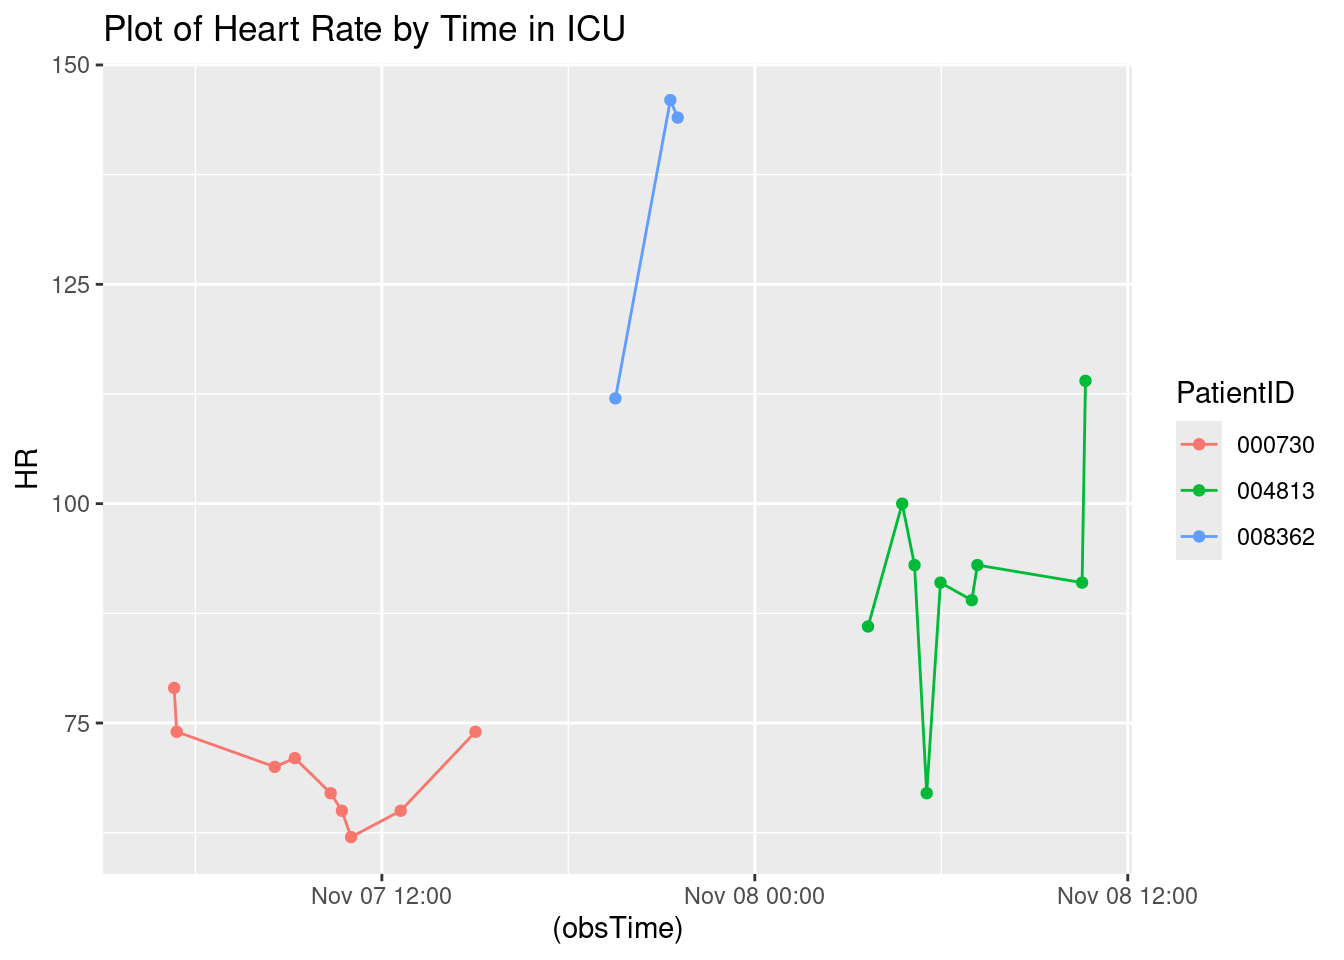 Plot of Heart Rate by Time in ICU
150
125
100
75
HR
Nov 07 12:00
Nov 08 00:00
Nov 08 12:00
(obsTime)
PatientID
000730
004813
008362